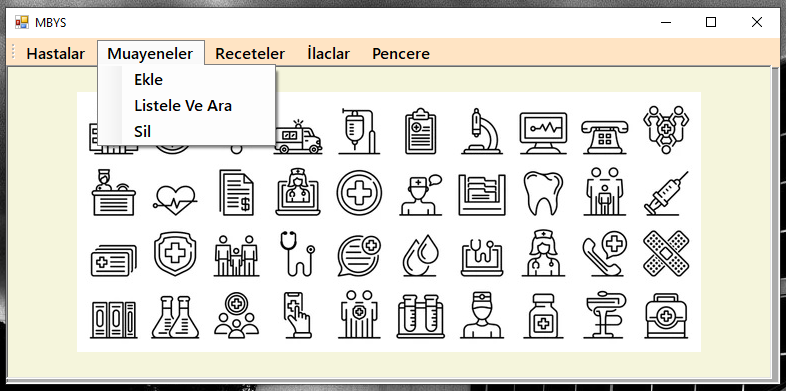 MBYS
Hastalar Muayeneler Receteler İlaclar Pencere
Ekle
Listele Ve Ara
Sil
$